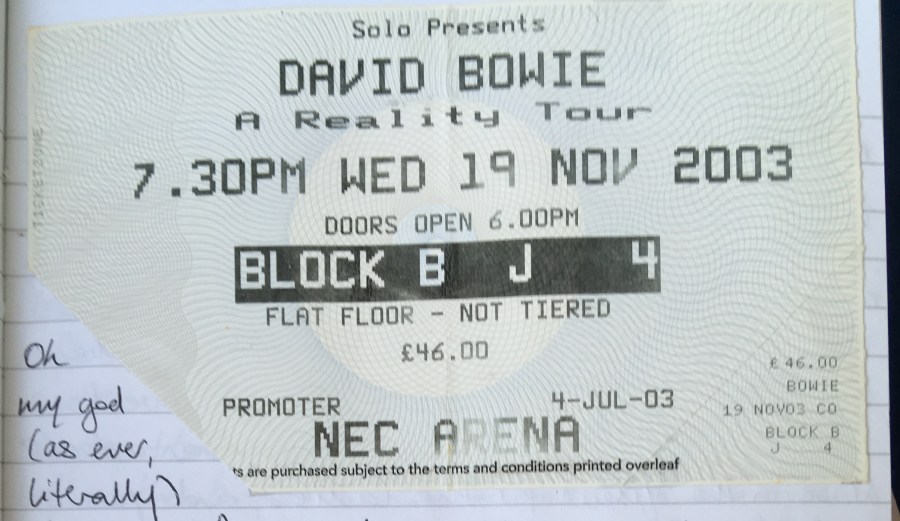 Solo Presents
DAVID BOWIE
A Reality Tour
7.30PM WED 19 NOV 2003
DOORS OPEN 6.00PM
BLOCK B J 4
FLAT FLOOR - NOT TIERED
£46.00
PROMOTER 4-JUL-03
NEC ARENA
ts are purchased subject to the terms and conditions printed overleaf
£ 46.00
BOWIE
19 NOV03 CO
BLOCK B
J 4
TICKETZONE
Oh
my god
(as ever,
literally)